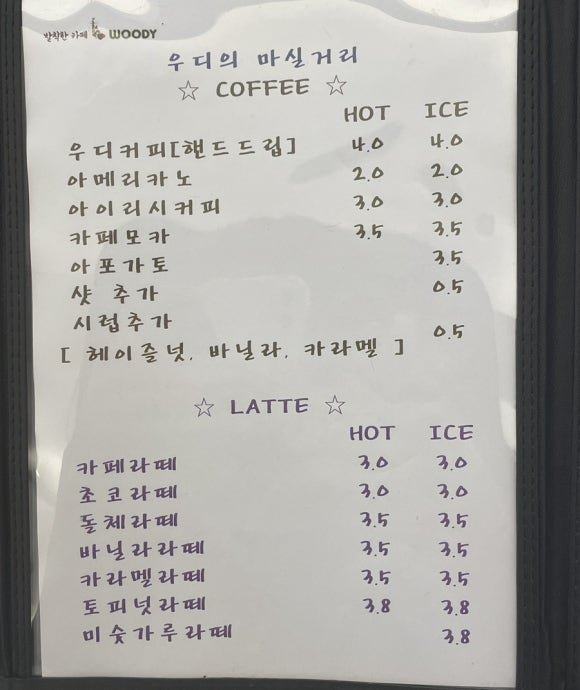 발칙한 카페 WOODY
우디의 마실거리
☆ COFFEE ☆
HOT ICE
우디커피[핸드드립] 4.0 4.0
아메리카노 2.0 2.0
아이리시커피 3.0 3.0
카페모카 3.5 3.5
아포가토 3.5
샷 추가 0.5
시럽추가 0.5
[ 헤이즐넛, 바닐라, 카라멜 ]
☆ LATTE ☆
HOT ICE
카페라떼 3.0 3.0
초코라떼 3.0 3.0
돌체라떼 3.5 3.5
바닐라라떼 3.5 3.5
카라멜라떼 3.5 3.5
토피넛라떼 3.8 3.8
미숫가루라떼 3.8